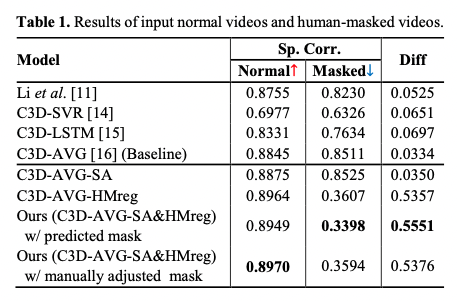 Table 1. Results of input normal videos and human-masked videos.
Model Sp. Corr. Diff
Normal↑ Masked↓
Li et al. [11] 0.8755 0.8230 0.0525
C3D-SVR [14] 0.6977 0.6326 0.0651
C3D-LSTM [15] 0.8331 0.7634 0.0697
C3D-AVG [16] (Baseline) 0.8845 0.8511 0.0334
C3D-AVG-SA 0.8875 0.8525 0.0350
C3D-AVG-HMreg 0.8964 0.3607 0.5357
Ours (C3D-AVG-SA&HMreg)
w/ predicted mask 0.8949 0.3398 0.5551
Ours (C3D-AVG-SA&HMreg)
w/ manually adjusted mask 0.8970 0.3594 0.5376